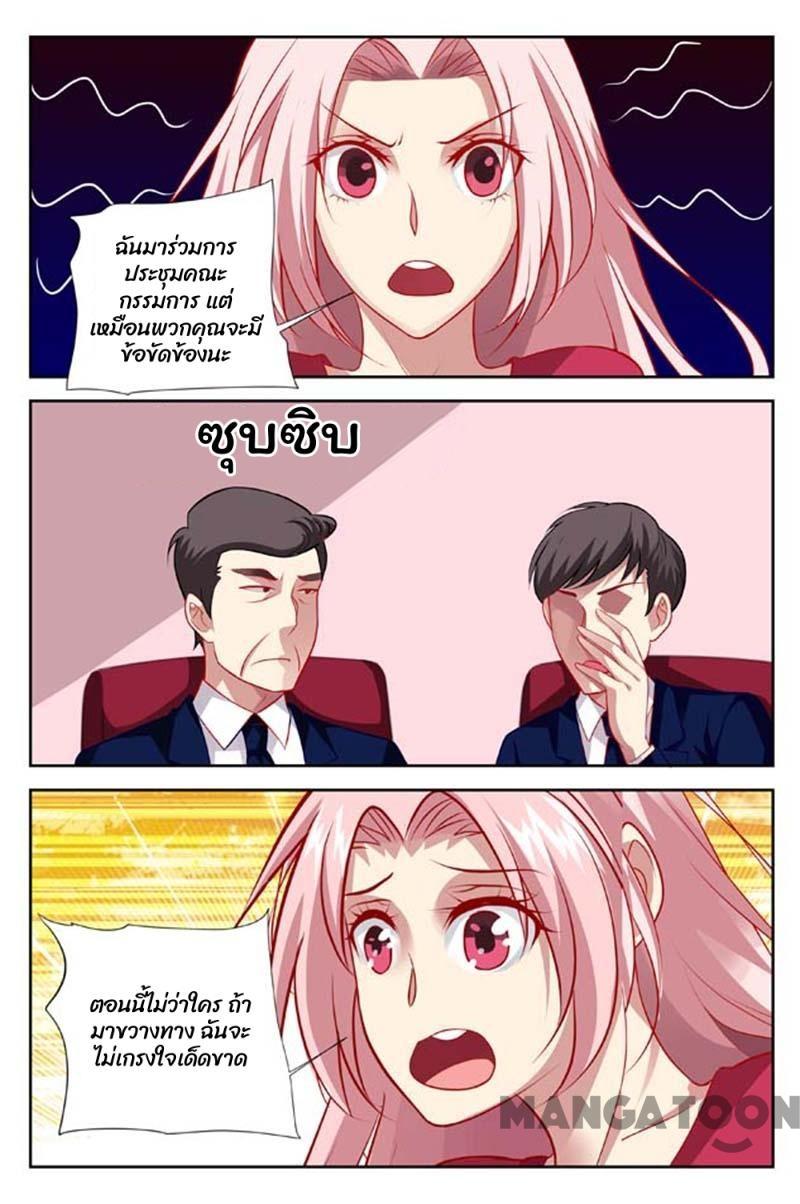 ฉันมาร่วมการ
ประชุมคณะ
กรรมการ แต่
เหมือนพวกคุณจะมี
ข้อขัดข้องนะ
ซุบซิบ
ตอนนี้ไม่ว่าใคร ถ้า
มาขวางทาง ฉันจะ
ไม่เกรงใจเด็ดขาด
MANGATOON